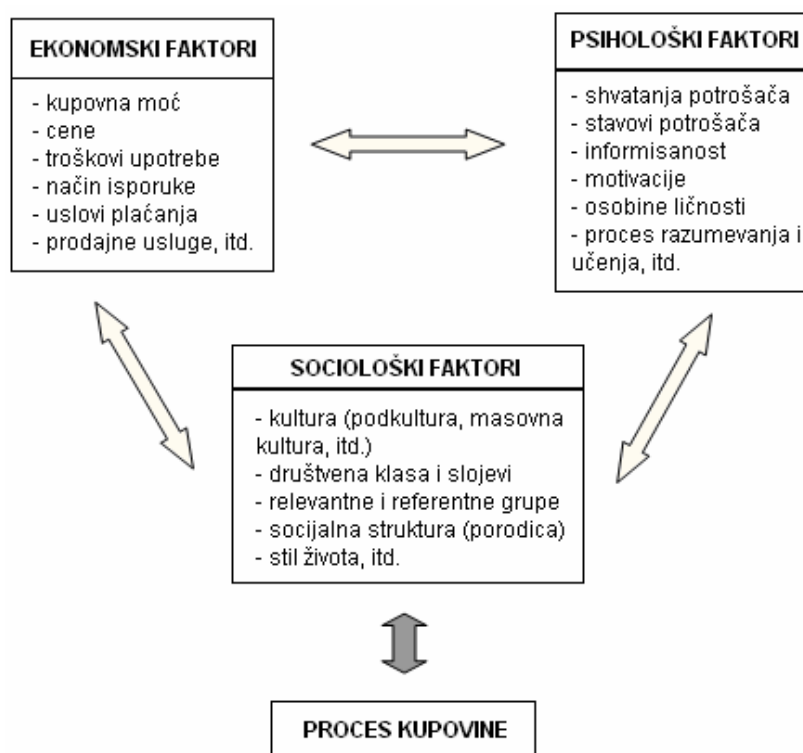 EKONOMSKI FAKTORI
- kupovna moć
- cene
- troškovi upotrebe
- način isporuke
- uslovi plaćanja
- prodajne usluge, itd.
PSIHOLOŠKI FAKTORI
- shvatanja potrošača
- stavovi potrošača
- informisanost
- motivacije
- osobine ličnosti
- proces razumevanja i
učenja, itd.
SOCIOLOŠKI FAKTORI
- kultura (podkultura, masovna
kultura, itd.)
- društvena klasa i slojevi
- relevantne i referentne grupe
- socijalna struktura (porodica)
- stil života, itd.
PROCES KUPOVINE